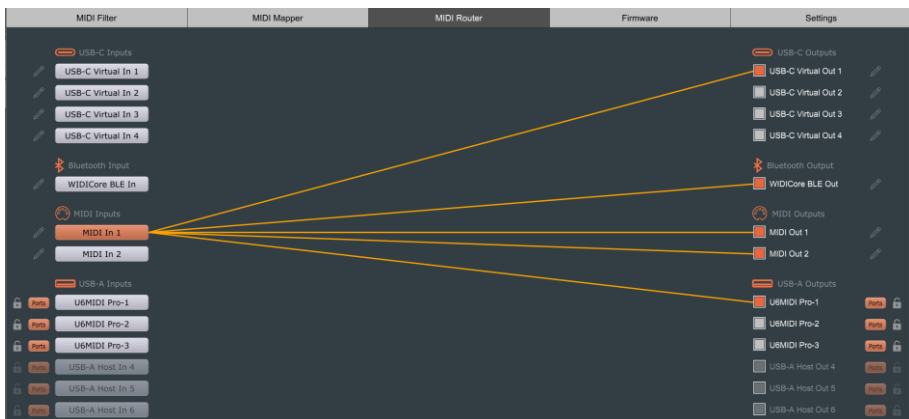 MIDI Filter MIDI Mapper MIDI Router Firmware Settings
USB-C Inputs
USB-C Virtual In 1
USB-C Virtual In 2
USB-C Virtual In 3
USB-C Virtual In 4
Bluetooth Input
WIDICore BLE In
MIDI Inputs
MIDI In 1
MIDI In 2
USB-A Inputs
Ports U6MIDI Pro-1
Ports U6MIDI Pro-2
Ports U6MIDI Pro-3
Ports USB-A Host In 4
Ports USB-A Host In 5
Ports USB-A Host In 6
USB-C Outputs
USB-C Virtual Out 1
USB-C Virtual Out 2
USB-C Virtual Out 3
USB-C Virtual Out 4
Bluetooth Output
WIDICore BLE Out
MIDI Outputs
MIDI Out 1
MIDI Out 2
USB-A Outputs
U6MIDI Pro-1 Ports
U6MIDI Pro-2 Ports
U6MIDI Pro-3 Ports
USB-A Host Out 4 Ports
USB-A Host Out 5 Ports
USB-A Host Out 6 Ports